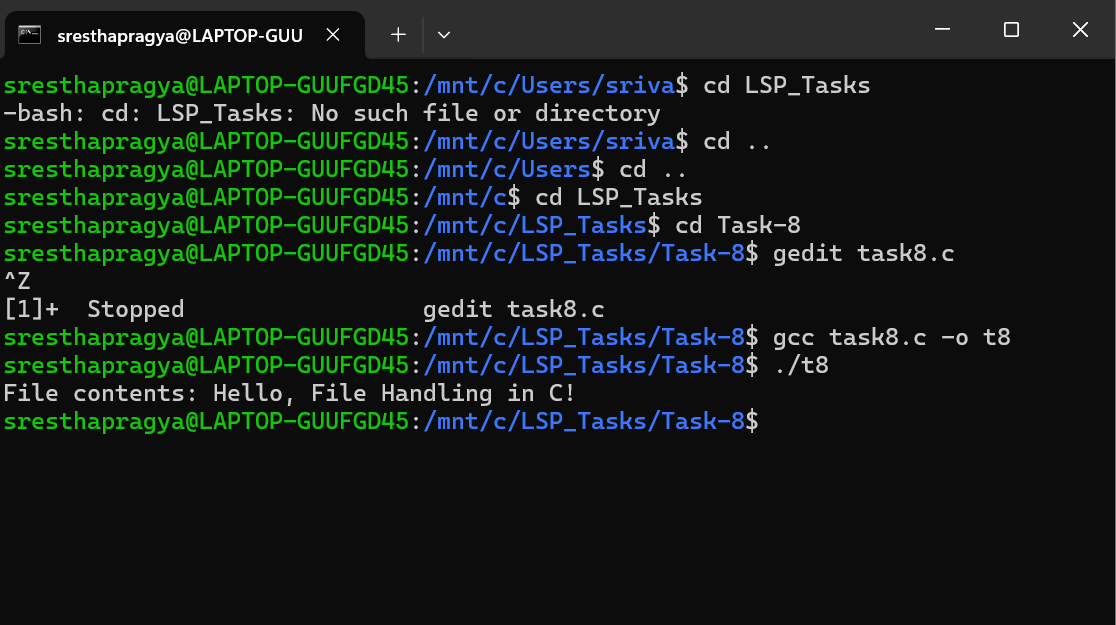 sresthapragya@LAPTOP-GUU
sresthapragya@LAPTOP-GUUFGD45:/mnt/c/Users/sriva$ cd LSP_Tasks
-bash: cd: LSP_Tasks: No such file or directory
sresthapragya@LAPTOP-GUUFGD45:/mnt/c/Users/sriva$ cd ..
sresthapragya@LAPTOP-GUUFGD45:/mnt/c/Users$ cd ..
sresthapragya@LAPTOP-GUUFGD45:/mnt/c$ cd LSP_Tasks
sresthapragya@LAPTOP-GUUFGD45:/mnt/c/LSP_Tasks$ cd Task-8
sresthapragya@LAPTOP-GUUFGD45:/mnt/c/LSP_Tasks/Task-8$ gedit task8.c
^Z
[1]+  Stopped                 gedit task8.c
sresthapragya@LAPTOP-GUUFGD45:/mnt/c/LSP_Tasks/Task-8$ gcc task8.c -o t8
sresthapragya@LAPTOP-GUUFGD45:/mnt/c/LSP_Tasks/Task-8$ ./t8
File contents: Hello, File Handling in C!
sresthapragya@LAPTOP-GUUFGD45:/mnt/c/LSP_Tasks/Task-8$